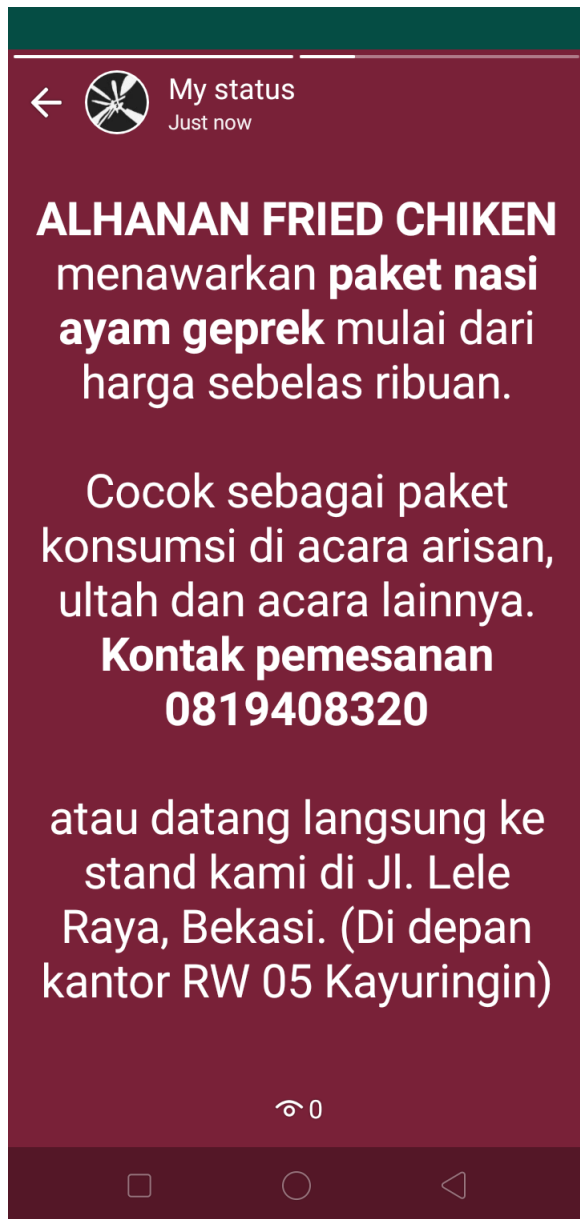 My status
Just now
ALHANAN FRIED CHIKEN
menawarkan paket nasi
ayam geprek mulai dari
harga sebelas ribuan.
Cocok sebagai paket
konsumsi di acara arisan,
ultah dan acara lainnya.
Kontak pemesanan
0819408320
atau datang langsung ke
stand kami di Jl. Lele
Raya, Bekasi. (Di depan
kantor RW 05 Kayuringin)
0